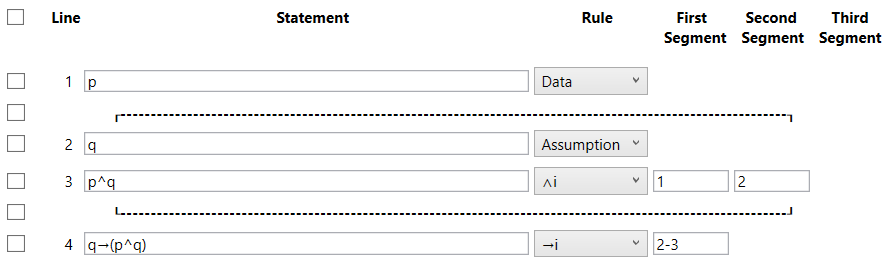 Line Statement Rule First Segment Second Segment Third Segment
1 p Data
2 q Assumption
3 p^q ∧i 1 2
4 q→(p^q) →i 2-3